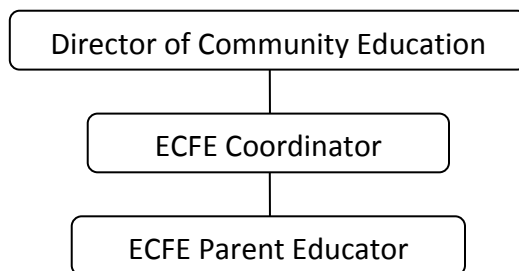 Director of Community Education
ECFE Coordinator
ECFE Parent Educator